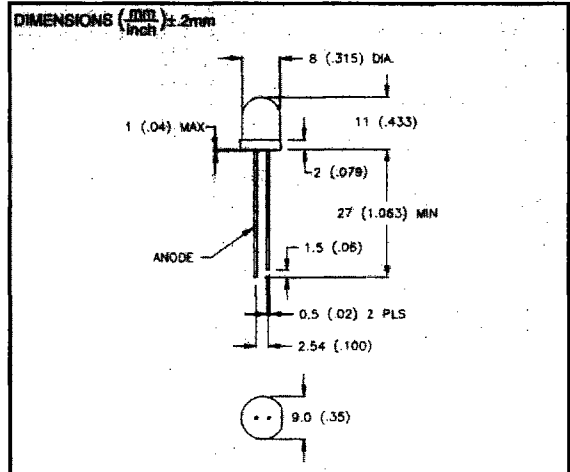 DIMENSIONS (mm/inch)±.2mm
8 (.315) DIA.
1 (.04) MAX
11 (.433)
2 (.079)
27 (1.063) MIN
ANODE
1.5 (.06)
0.5 (.02) 2 PLS
2.54 (.100)
9.0 (.35)